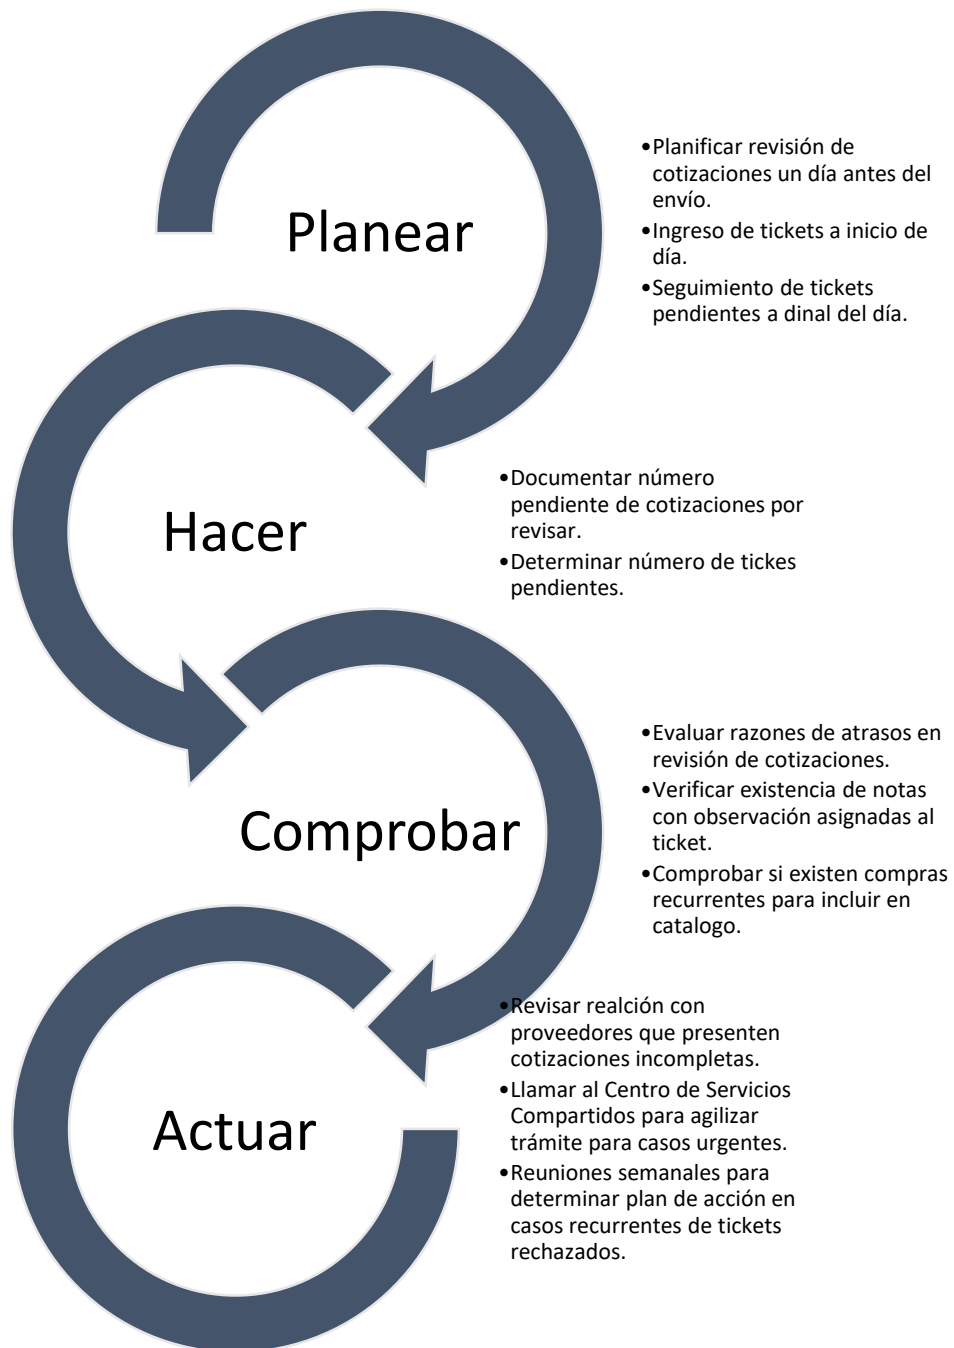 Planear
•Planificar revisión de
cotizaciones un día antes del
envío.
•Ingreso de tickets a inicio de
día.
•Seguimiento de tickets
pendientes a dinal del día.
Hacer
•Documentar número
pendiente de cotizaciones por
revisar.
•Determinar número de tickes
pendientes.
Comprobar
•Evaluar razones de atrasos en
revisión de cotizaciones.
•Verificar existencia de notas
con observación asignadas al
ticket.
•Comprobar si existen compras
recurrentes para incluir en
catalogo.
Actuar
•Revisar realción con
proveedores que presenten
cotizaciones incompletas.
•Llamar al Centro de Servicios
Compartidos para agilizar
trámite para casos urgentes.
•Reuniones semanales para
determinar plan de acción en
casos recurrentes de tickets
rechazados.